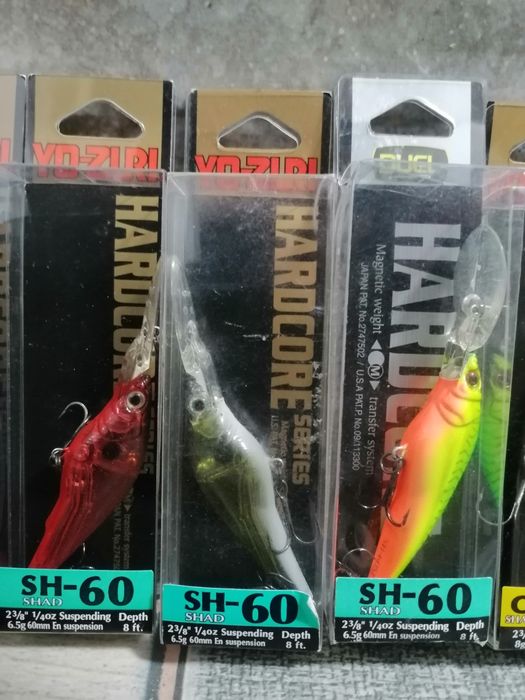 YO-ZURI
HARDCORE
SERIES
SH-60
SHAD
2 3/8" 1/4oz Suspending Depth
6.5g 60mm En suspension 8 ft.
YO-ZURI
HARDCORE
SERIES
SH-60
SHAD
2 3/8" 1/4oz Suspending Depth
6.5g 60mm En suspension 8 ft.
DUEL
HARDCORE
Magnetic weight M transfer system
JAPAN PAT. No.2747502 / U.S.A PAT.P. No.09/113300
SH-60
SHAD
2 3/8" 1/4oz Suspending Depth
6.5g 60mm En suspension 8 ft.